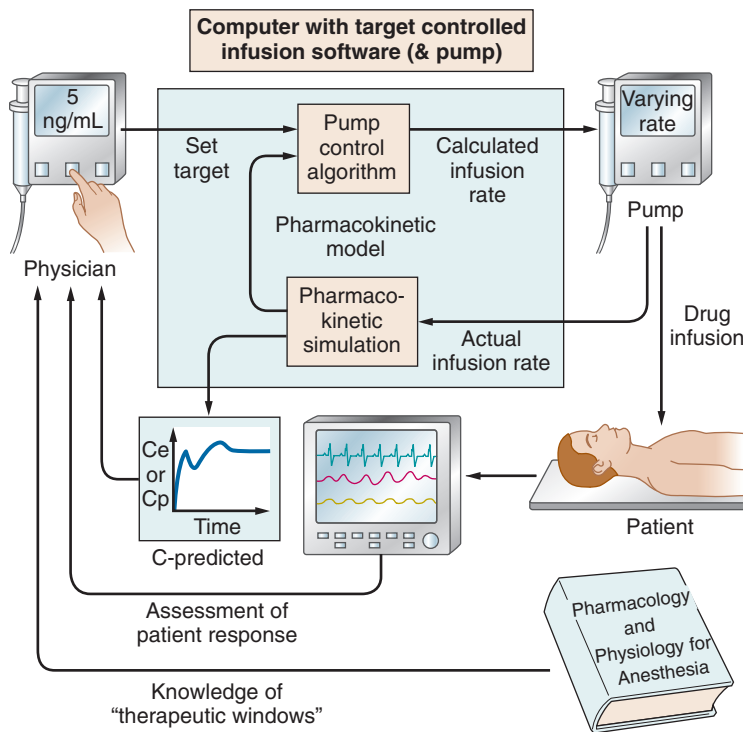 Computer with target controlled
infusion software (& pump)
5
ng/mL
Physician
Set
target
Pump
control
algorithm
Calculated
infusion
rate
Varying
rate
Pump
Pharmacokinetic
model
Pharmaco-
kinetic
simulation
Actual
infusion rate
Drug
infusion
Ce
or
Cp
Time
C-predicted
Patient
Assessment of
patient response
Pharmacology
and
Physiology for
Anesthesia
Knowledge of
“therapeutic windows”